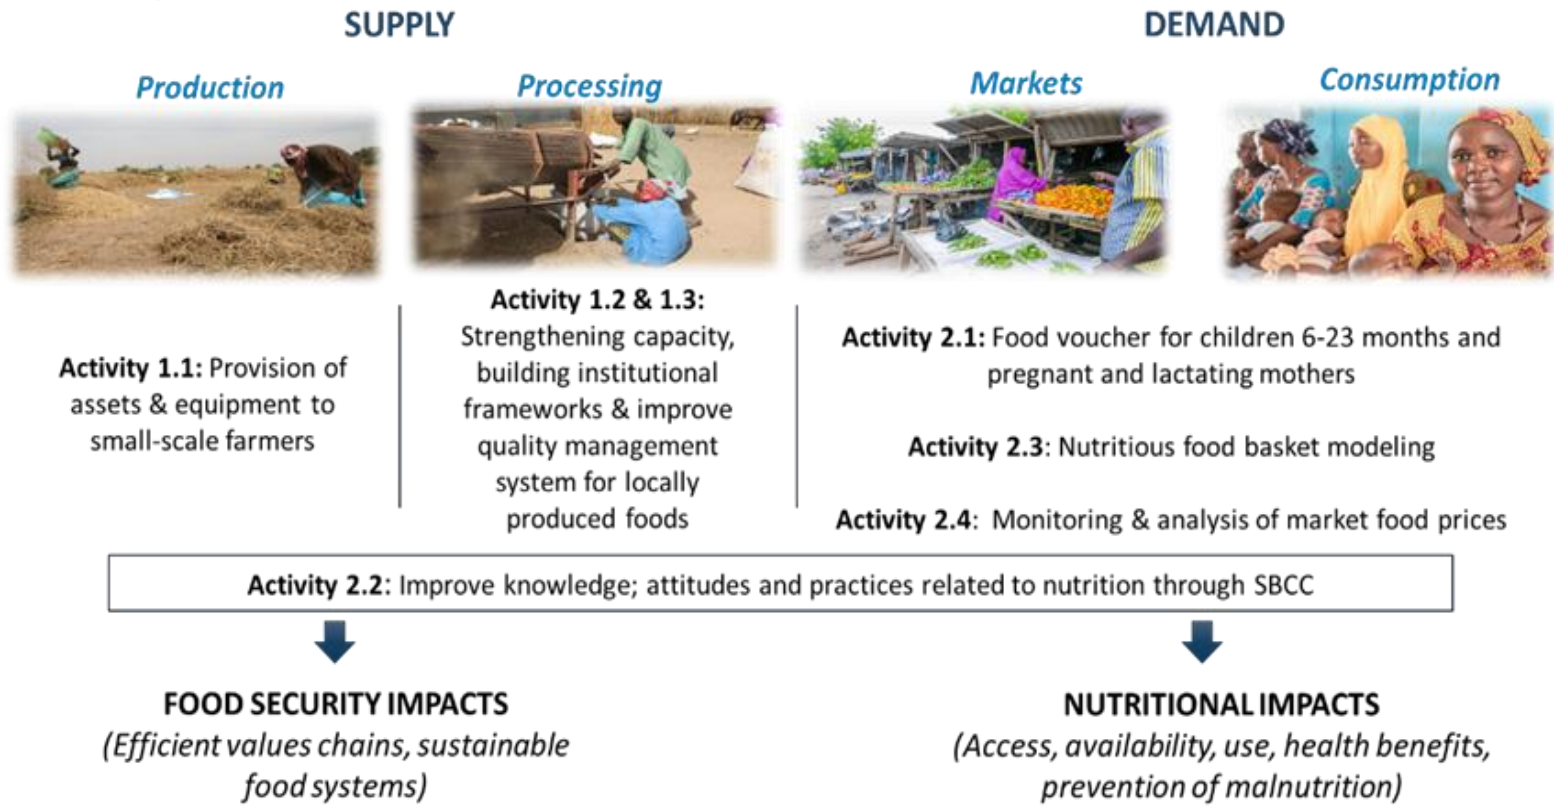 SUPPLY
DEMAND
Production
Processing
Markets
Consumption
Activity 1.1: Provision of
assets & equipment to
small-scale farmers
Activity 1.2 & 1.3:
Strengthening capacity,
building institutional
frameworks & improve
quality management
system for locally
produced foods
Activity 2.1: Food voucher for children 6-23 months and
pregnant and lactating mothers
Activity 2.3: Nutritious food basket modeling
Activity 2.4: Monitoring & analysis of market food prices
Activity 2.2: Improve knowledge; attitudes and practices related to nutrition through SBCC
FOOD SECURITY IMPACTS
(Efficient values chains, sustainable
food systems)
NUTRITIONAL IMPACTS
(Access, availability, use, health benefits,
prevention of malnutrition)